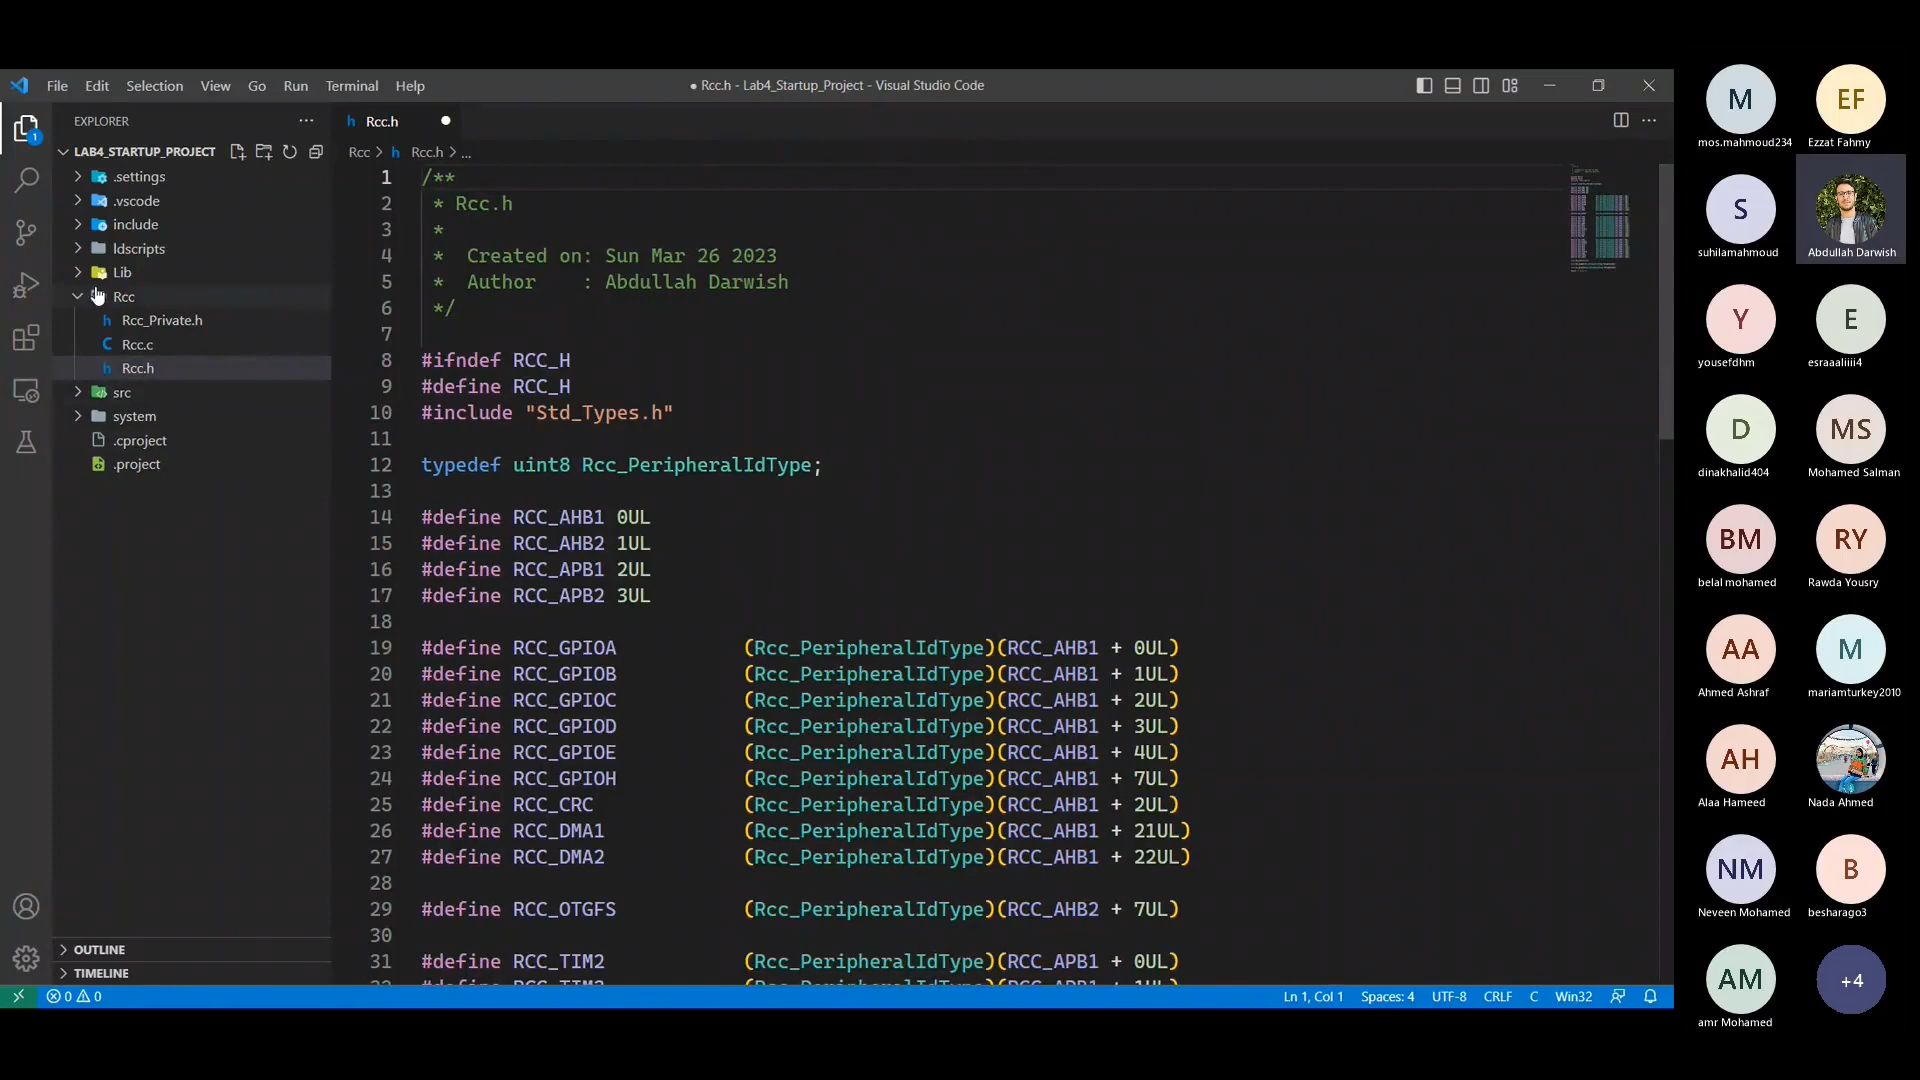 File Edit Selection View Go Run Terminal Help
● Rcc.h - Lab4_Startup_Project - Visual Studio Code
EXPLORER
LAB4_STARTUP_PROJECT
.settings
.vscode
include
ldscripts
Lib
Rcc
Rcc_Private.h
C Rcc.c
h Rcc.h
src
system
.cproject
.project
OUTLINE
TIMELINE
1
h Rcc.h
Rcc > h Rcc.h > ...
1 /**
2 * Rcc.h
3 *
4 * Created on: Sun Mar 26 2023
5 * Author : Abdullah Darwish
6 */
7
8 #ifndef RCC_H
9 #define RCC_H
10 #include "Std_Types.h"
11
12 typedef uint8 Rcc_PeripheralIdType;
13
14 #define RCC_AHB1 0UL
15 #define RCC_AHB2 1UL
16 #define RCC_APB1 2UL
17 #define RCC_APB2 3UL
18
19 #define RCC_GPIOA (Rcc_PeripheralIdType)(RCC_AHB1 + 0UL)
20 #define RCC_GPIOB (Rcc_PeripheralIdType)(RCC_AHB1 + 1UL)
21 #define RCC_GPIOC (Rcc_PeripheralIdType)(RCC_AHB1 + 2UL)
22 #define RCC_GPIOD (Rcc_PeripheralIdType)(RCC_AHB1 + 3UL)
23 #define RCC_GPIOE (Rcc_PeripheralIdType)(RCC_AHB1 + 4UL)
24 #define RCC_GPIOH (Rcc_PeripheralIdType)(RCC_AHB1 + 7UL)
25 #define RCC_CRC (Rcc_PeripheralIdType)(RCC_AHB1 + 2UL)
26 #define RCC_DMA1 (Rcc_PeripheralIdType)(RCC_AHB1 + 21UL)
27 #define RCC_DMA2 (Rcc_PeripheralIdType)(RCC_AHB1 + 22UL)
28
29 #define RCC_OTGFS (Rcc_PeripheralIdType)(RCC_AHB2 + 7UL)
30
31 #define RCC_TIM2 (Rcc_PeripheralIdType)(RCC_APB1 + 0UL)
0 0
Ln 1, Col 1 Spaces: 4 UTF-8 CRLF C Win32
M EF
mos.mahmoud234 Ezzat Fahmy
S
suhilamahmoud Abdullah Darwish
Y E
yousefdhm esraaliiii4
D MS
dinakhalid404 Mohamed Salman
BM RY
belal mohamed Rawda Yousry
AA M
Ahmed Ashraf mariamturkey2010
AH
Alaa Hameed Nada Ahmed
NM B
Neveen Mohamed besharago3
AM +4
amr Mohamed